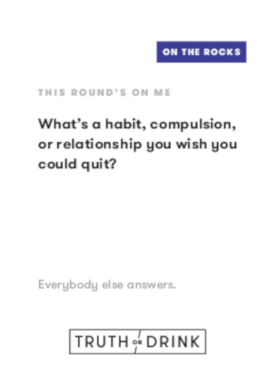 ON THE ROCKS
THIS ROUND'S ON ME
What's a habit, compulsion,
or relationship you wish you
could quit?
Everybody else answers.
TRUTH OR DRINK